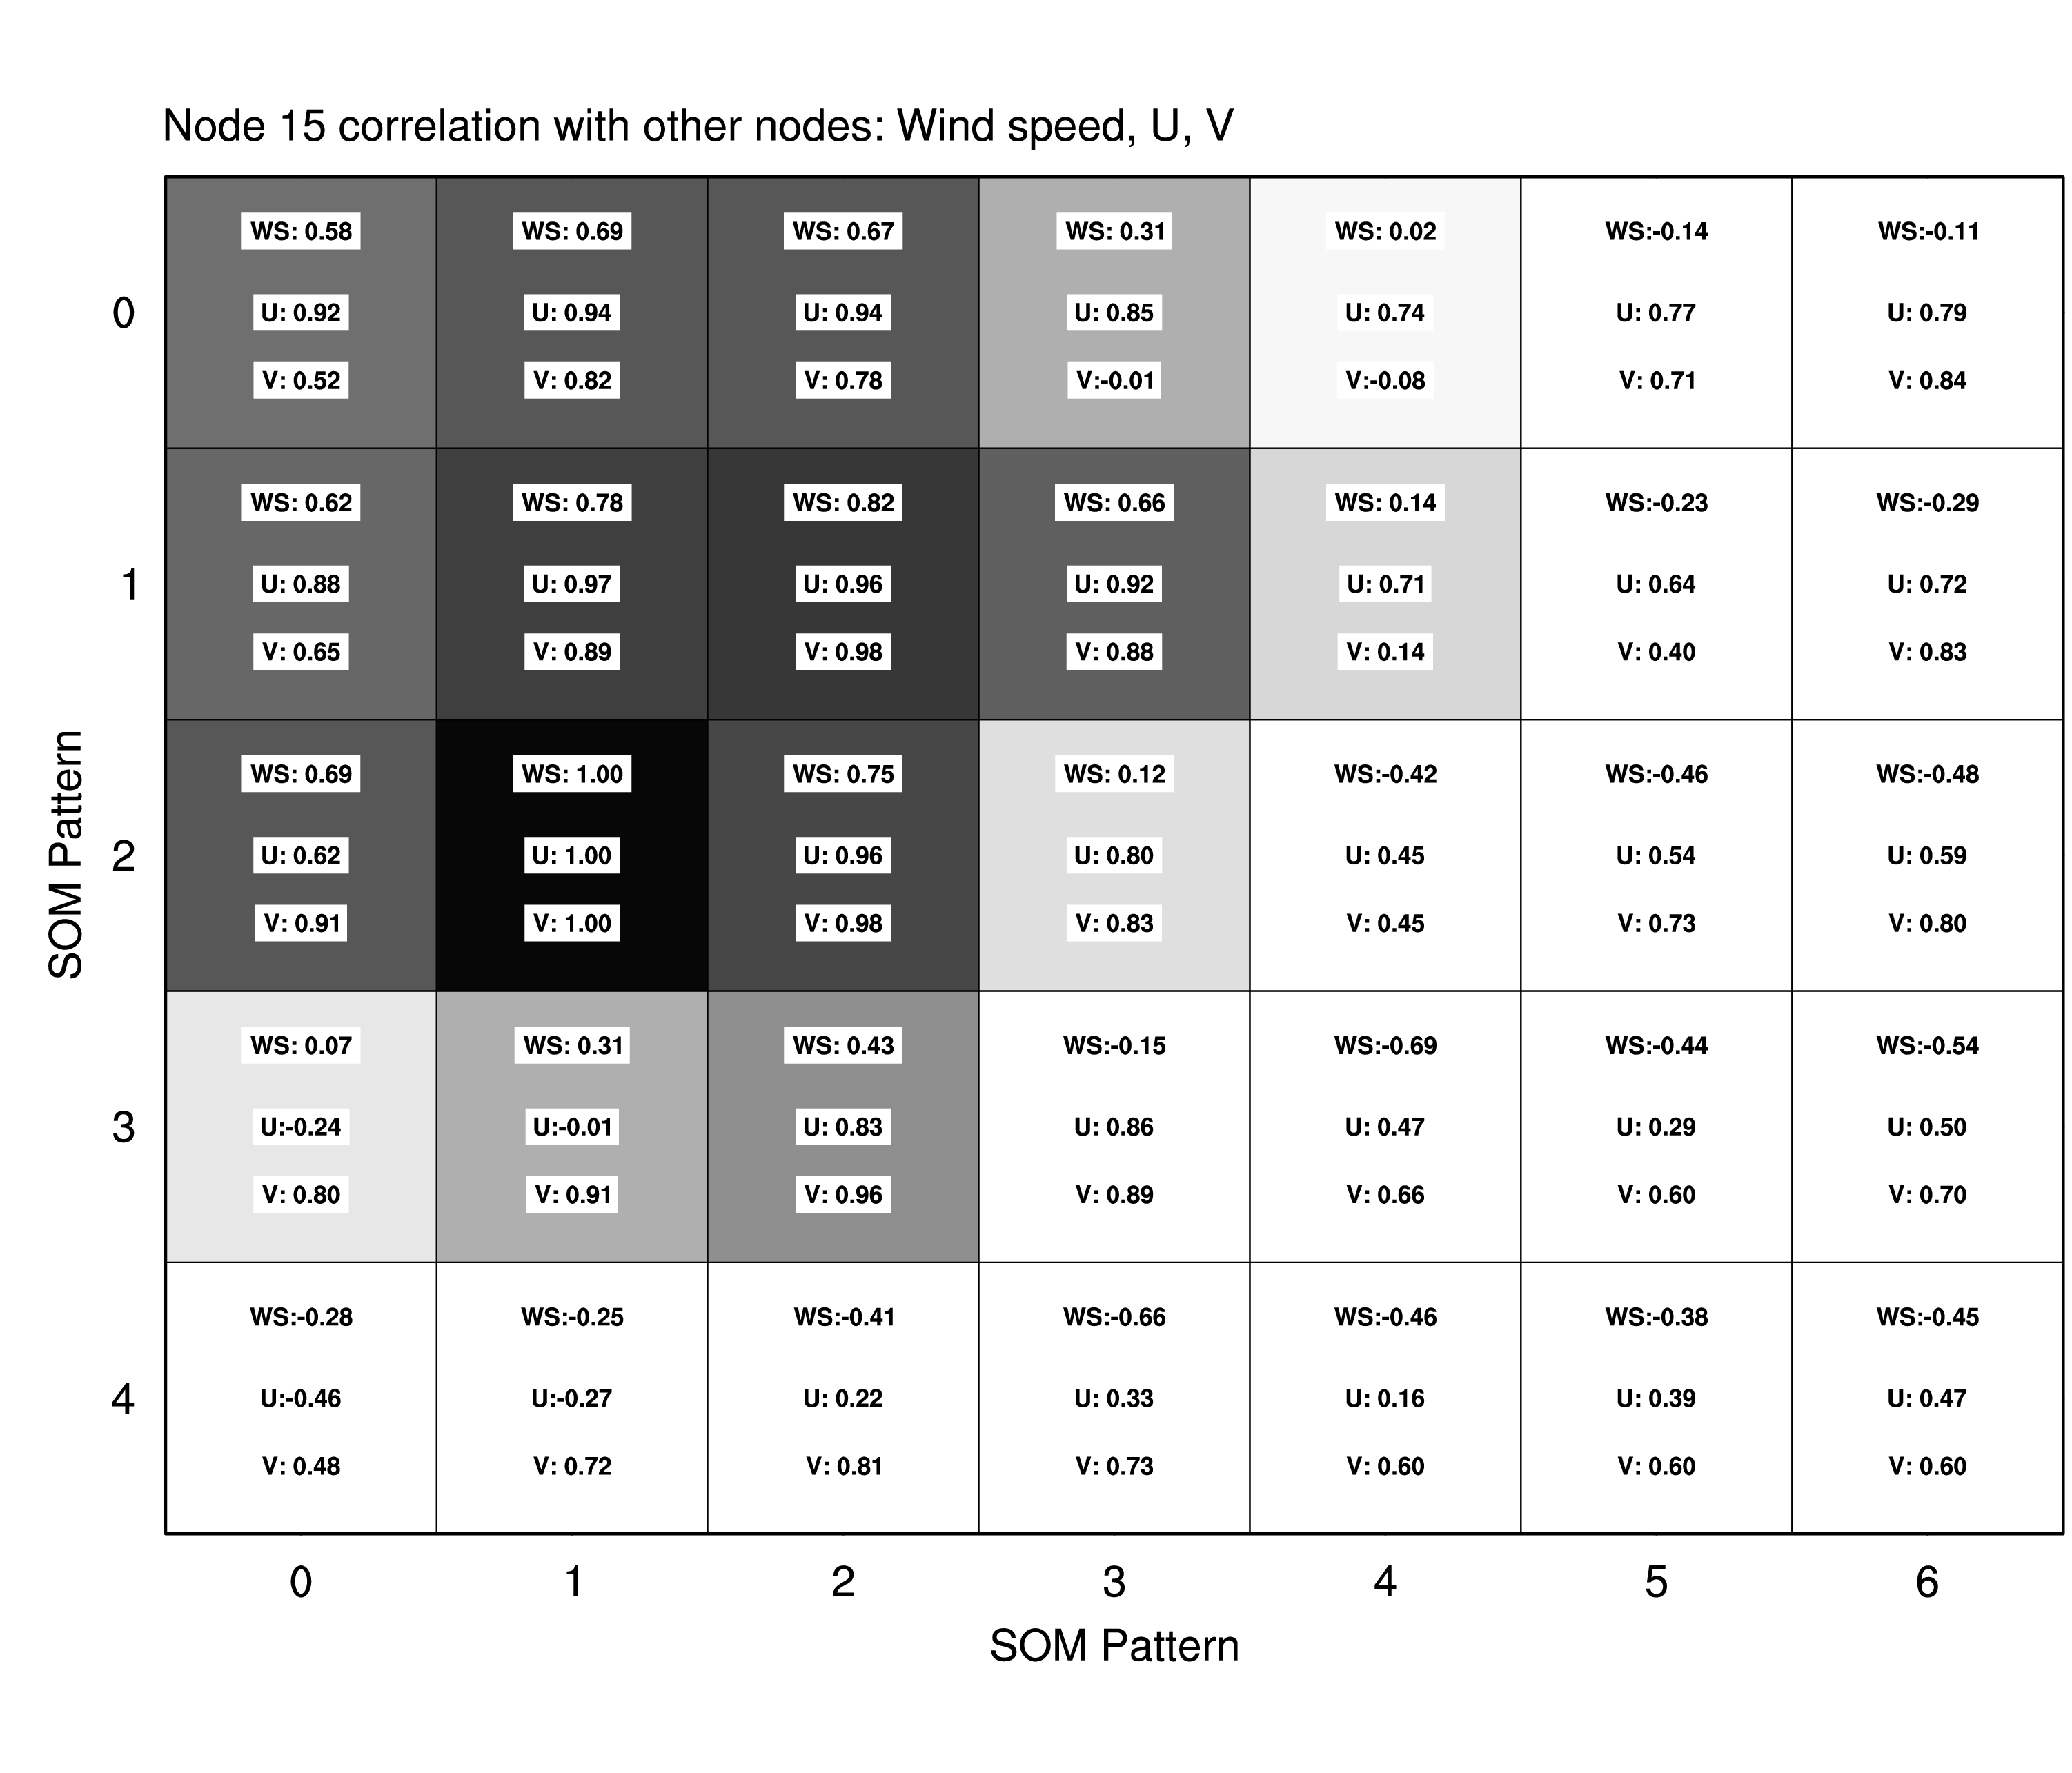 Node 15 correlation with other nodes: Wind speed, U, V
WS: 0.58 WS: 0.69 WS: 0.67 WS: 0.31 WS: 0.02 WS:-0.14 WS:-0.11
0 U: 0.92 U: 0.94 U: 0.94 U: 0.85 U: 0.74 U: 0.77 U: 0.79
V: 0.52 V: 0.82 V: 0.78 V:-0.01 V:-0.08 V: 0.71 V: 0.84
WS: 0.62 WS: 0.78 WS: 0.82 WS: 0.66 WS: 0.14 WS:-0.23 WS:-0.29
1 U: 0.88 U: 0.97 U: 0.96 U: 0.92 U: 0.71 U: 0.64 U: 0.72
V: 0.65 V: 0.89 V: 0.98 V: 0.88 V: 0.14 V: 0.40 V: 0.83
SOM Pattern
WS: 0.69 WS: 1.00 WS: 0.75 WS: 0.12 WS:-0.42 WS:-0.46 WS:-0.48
2 U: 0.62 U: 1.00 U: 0.96 U: 0.80 U: 0.45 U: 0.54 U: 0.59
V: 0.91 V: 1.00 V: 0.98 V: 0.83 V: 0.45 V: 0.73 V: 0.80
WS: 0.07 WS: 0.31 WS: 0.43 WS:-0.15 WS:-0.69 WS:-0.44 WS:-0.54
3 U:-0.24 U:-0.01 U: 0.83 U: 0.86 U: 0.47 U: 0.29 U: 0.50
V: 0.80 V: 0.91 V: 0.96 V: 0.89 V: 0.66 V: 0.60 V: 0.70
WS:-0.28 WS:-0.25 WS:-0.41 WS:-0.66 WS:-0.46 WS:-0.38 WS:-0.45
4 U:-0.46 U:-0.27 U: 0.22 U: 0.33 U: 0.16 U: 0.39 U: 0.47
V: 0.48 V: 0.72 V: 0.81 V: 0.73 V: 0.60 V: 0.60 V: 0.60
0 1 2 3 4 5 6
SOM Pattern